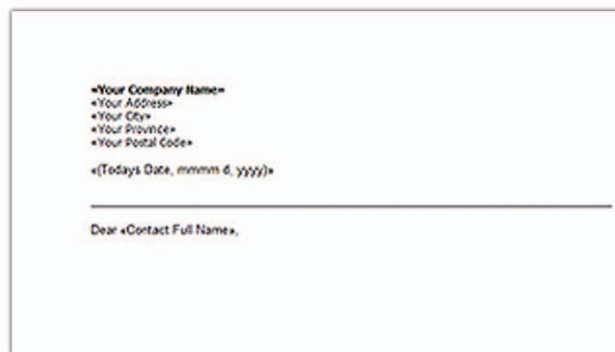 «Your Company Name»
«Your Address»
«Your City»
«Your Province»
«Your Postal Code»
«(Todays Date, mmmm d, yyyy)»
Dear «Contact Full Name»,